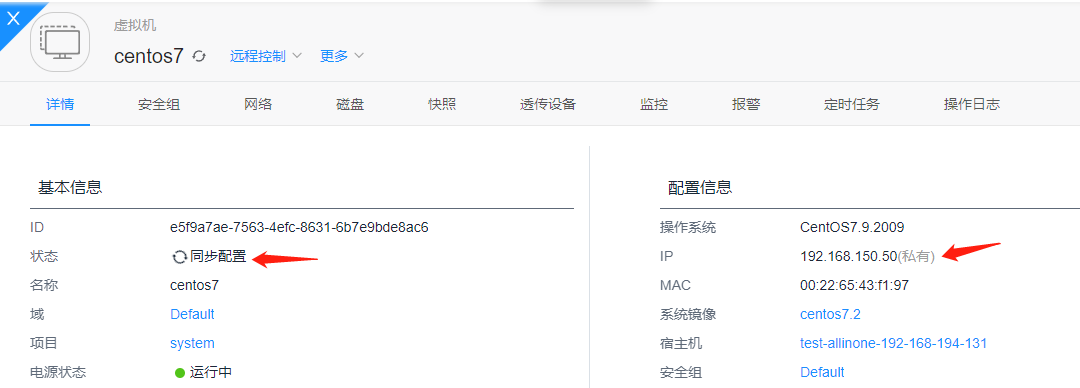 X
虚拟机
centos7 远程控制 更多
详情 安全组 网络 磁盘 快照 透传设备 监控 报警 定时任务 操作日志
基本信息
ID e5f9a7ae-7563-4efc-8631-6b7e9bde8ac6
状态 同步配置
名称 centos7
域 Default
项目 system
电源状态 运行中
配置信息
操作系统 CentOS7.9.2009
IP 192.168.150.50(私有)
MAC 00:22:65:43:f1:97
系统镜像 centos7.2
宿主机 test-allinone-192-168-194-131
安全组 Default